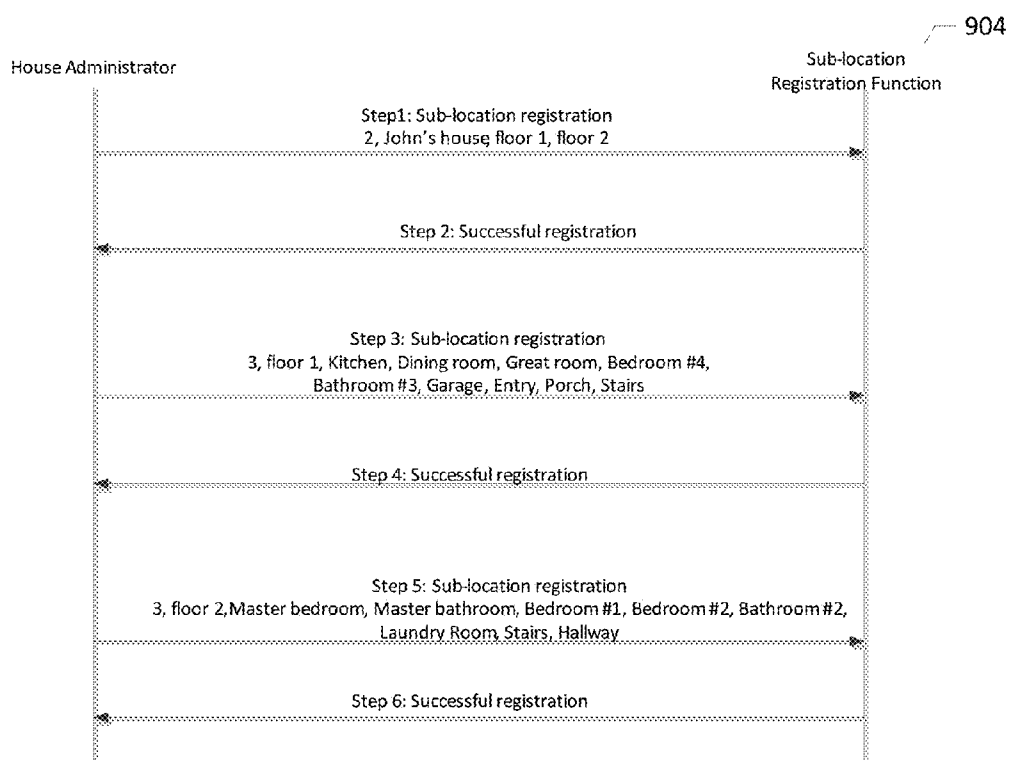 904
House Administrator
Sub-location
Registration Function
Step1: Sub-location registration
2, John's house, floor 1, floor 2
Step 2: Successful registration
Step 3: Sub-location registration
3, floor 1, Kitchen, Dining room, Great room, Bedroom #4,
Bathroom #3, Garage, Entry, Porch, Stairs
Step 4: Successful registration
Step 5: Sub-location registration
3, floor 2,Master bedroom, Master bathroom, Bedroom #1, Bedroom #2, Bathroom #2,
Laundry Room, Stairs, Hallway
Step 6: Successful registration